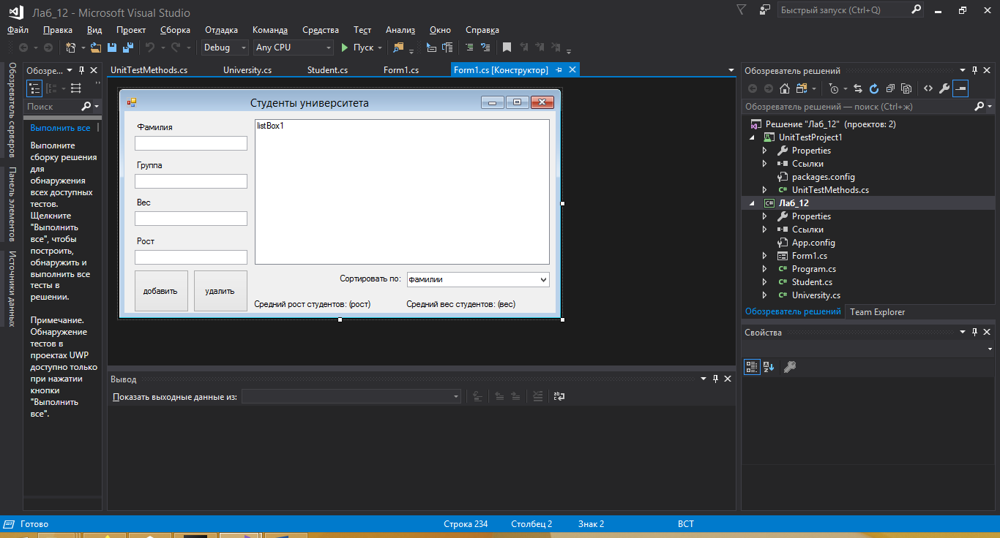 Лаб_12 - Microsoft Visual Studio
Быстрый запуск (Ctrl+Q)
Файл Правка Вид Проект Сборка Отладка Команда Средства Тест Анализ Окно Справка
Debug Any CPU Пуск
Обозреватель серверов
Панель элементов
Источники данных
Обозре...
Поиск
Выполнить все
Выполните
сборку решения
для
обнаружения
всех доступных
тестов.
Щелкните
"Выполнить
все", чтобы
построить,
обнаружить и
выполнить все
тесты в
решении.
Примечание.
Обнаружение
тестов в
проектах UWP
доступно только
при нажатии
кнопки
"Выполнить
все".
UnitTestMethods.cs University.cs Student.cs Form1.cs Form1.cs [Конструктор]
Студенты университета
Фамилия
Группа
Вес
Рост
добавить удалить
listBox1
Сортировать по: фамилии
Средний рост студентов: (рост) Средний вес студентов: (вес)
Вывод
Показать выходные данные из:
Обозреватель решений
Обозреватель решений — поиск (Ctrl+ж)
Решение "Лаб_12" (проектов: 2)
UnitTestProject1
Properties
Ссылки
packages.config
C# UnitTestMethods.cs
C# Лаб_12
Properties
Ссылки
App.config
Form1.cs
C# Program.cs
C# Student.cs
C# University.cs
Обозреватель решений Team Explorer
Свойства
Готово Строка 234 Столбец 2 Знак 2 ВСТ